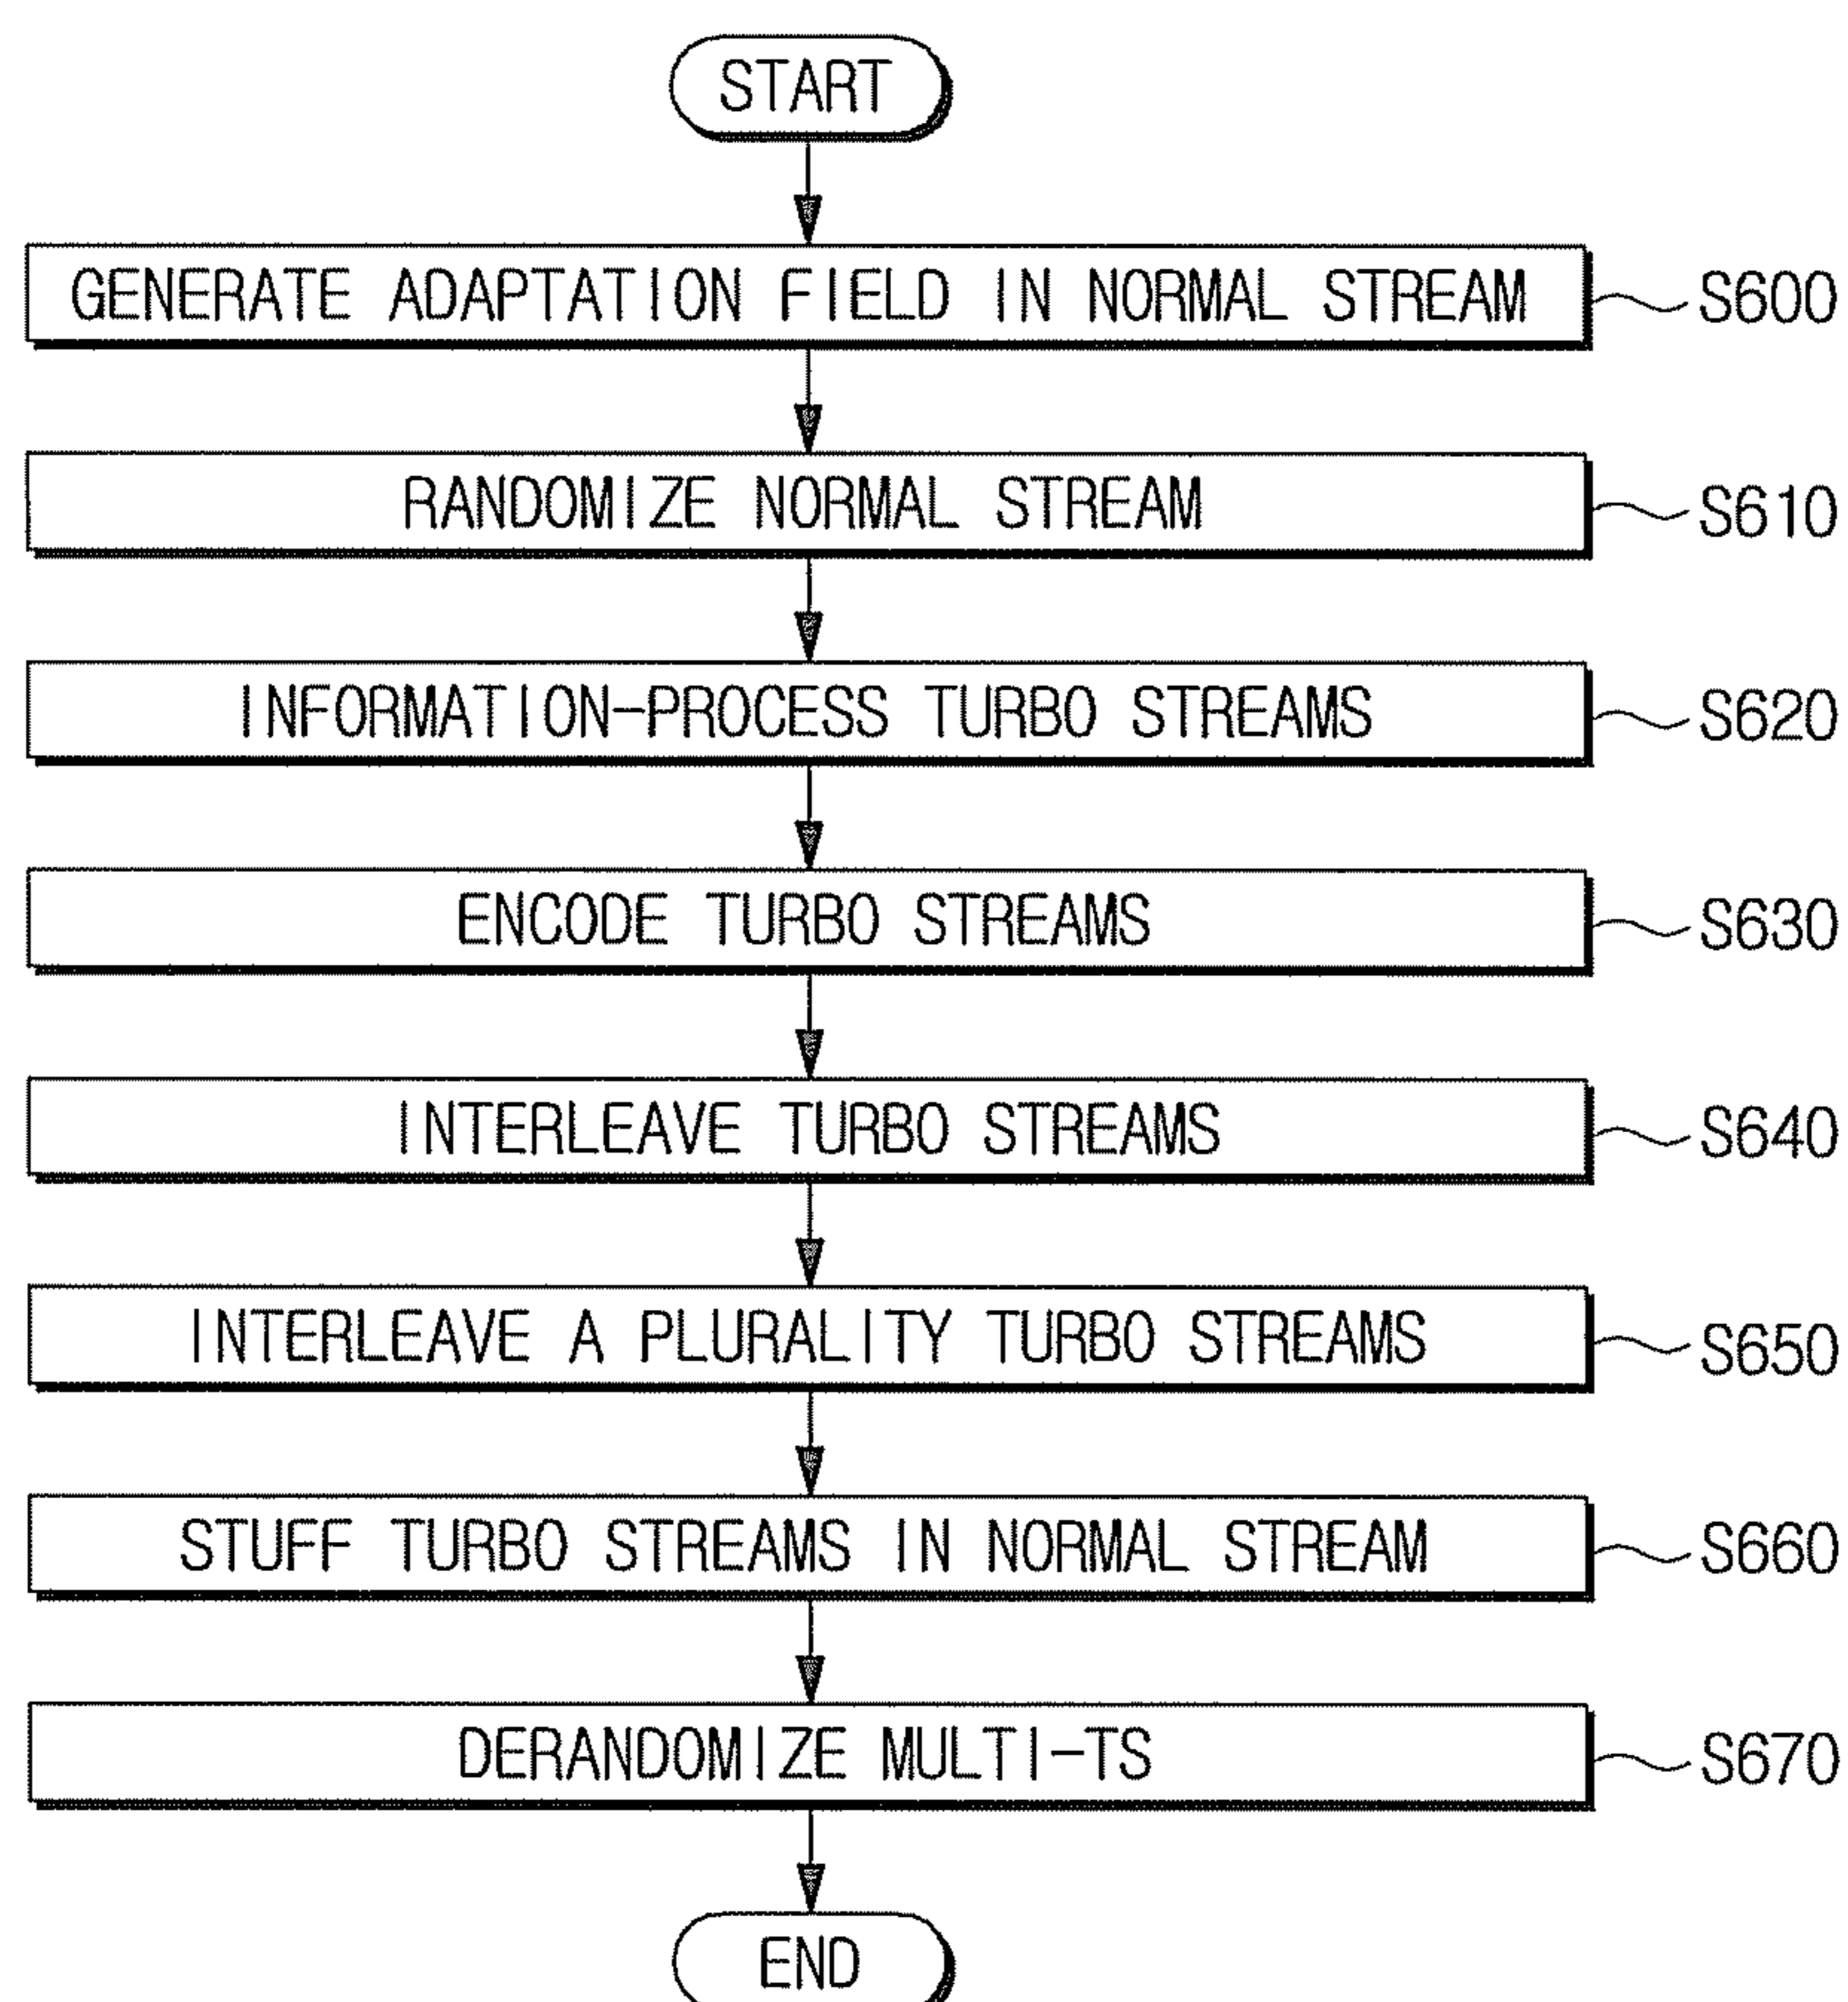 START
GENERATE ADAPTATION FIELD IN NORMAL STREAM
S600
RANDOMIZE NORMAL STREAM
S610
INFORMATION-PROCESS TURBO STREAMS
S620
ENCODE TURBO STREAMS
S630
INTERLEAVE TURBO STREAMS
S640
INTERLEAVE A PLURALITY TURBO STREAMS
S650
STUFF TURBO STREAMS IN NORMAL STREAM
S660
DERANDOMIZE MULTI-TS
S670
END